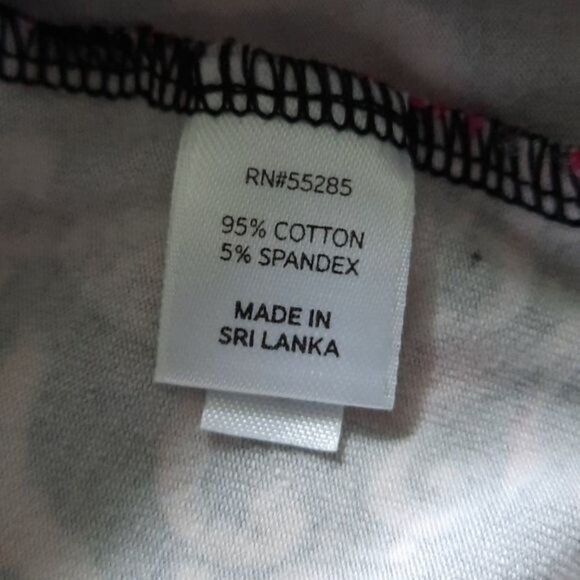 RN#55285
95% COTTON
5% SPANDEX
MADE IN
SRI LANKA